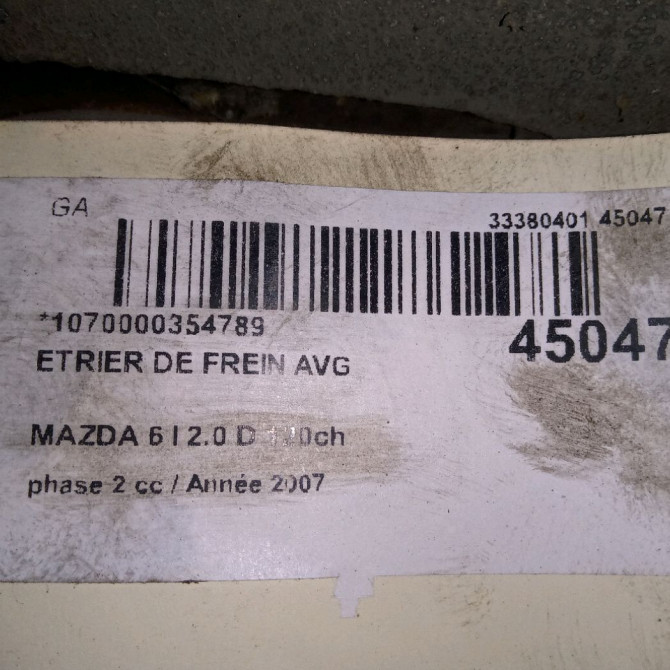 GA
33380401 45047
*1070000354789
45047
ETRIER DE FREIN AVG
MAZDA 6 I 2.0 D
phase 2 cc / Année 2007